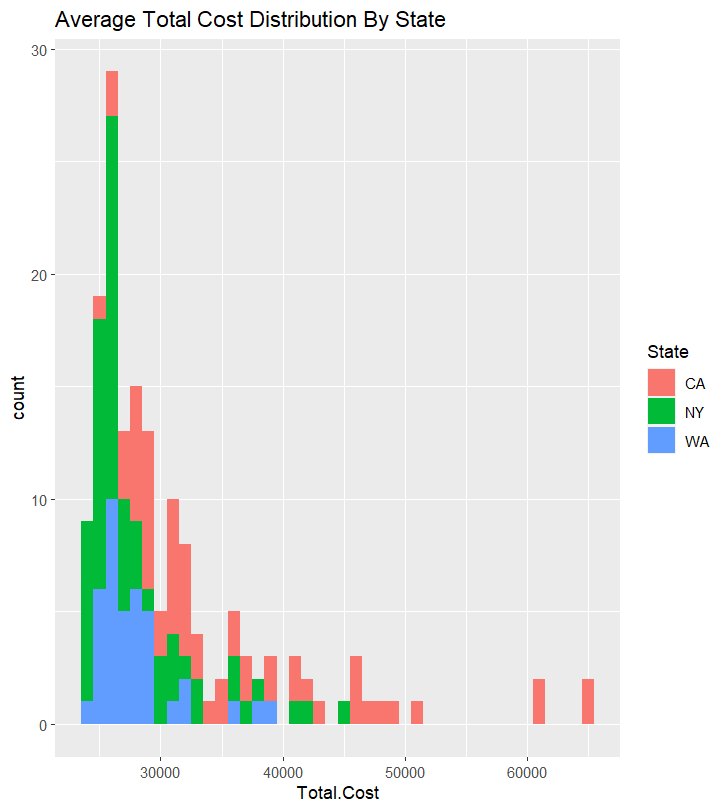 Average Total Cost Distribution By State
30
20
10
0
count
30000 40000 50000 60000
Total.Cost
State
CA
NY
WA